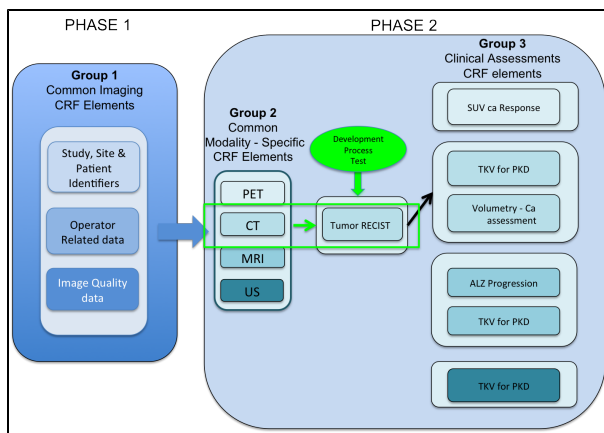 PHASE 1
PHASE 2
Group 1
Common Imaging
CRF Elements
Study, Site &
Patient
Identifiers
Operator
Related data
Image Quality
data
Group 2
Common
Modality - Specific
CRF Elements
PET
CT
MRI
US
Development
Process
Test
Tumor RECIST
Group 3
Clinical Assessments
CRF elements
SUV ca Response
TKV for PKD
Volumetry - Ca
assessment
ALZ Progression
TKV for PKD
TKV for PKD